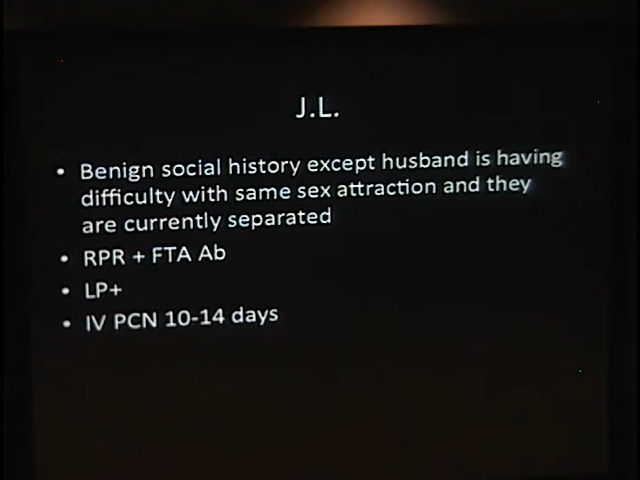 J.L.
• Benign social history except husband is having
difficulty with same sex attraction and they
are currently separated
• RPR + FTA Ab
• LP+
• IV PCN 10-14 days